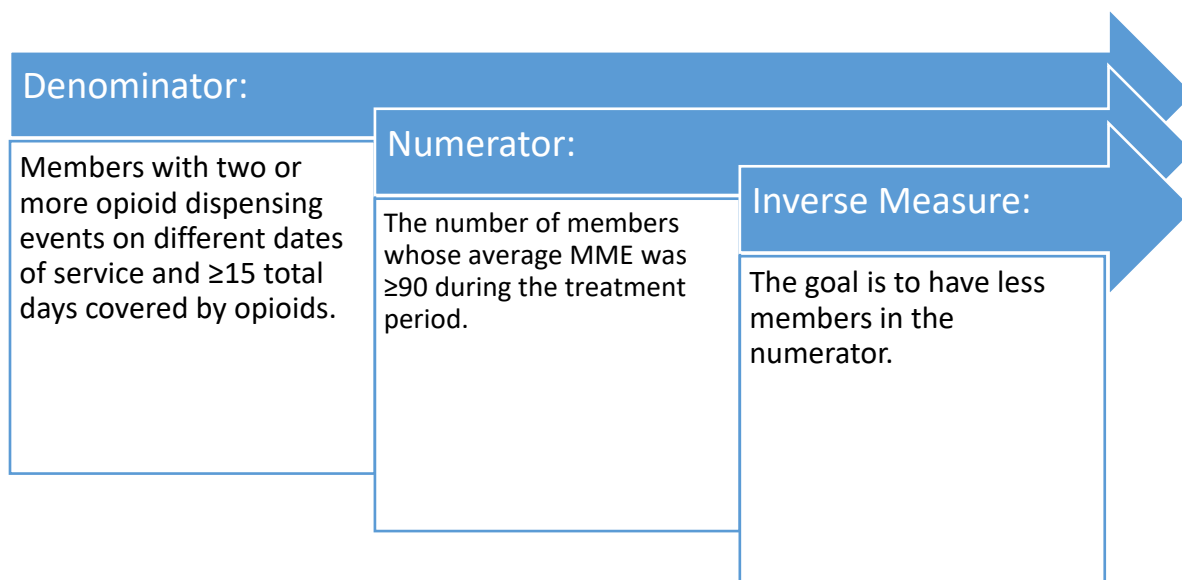 Denominator:
Members with two or
more opioid dispensing
events on different dates
of service and ≥15 total
days covered by opioids.
Numerator:
The number of members
whose average MME was
≥90 during the treatment
period.
Inverse Measure:
The goal is to have less
members in the
numerator.